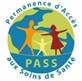 Permanence d'Accès
PASS
aux Soins de Santé